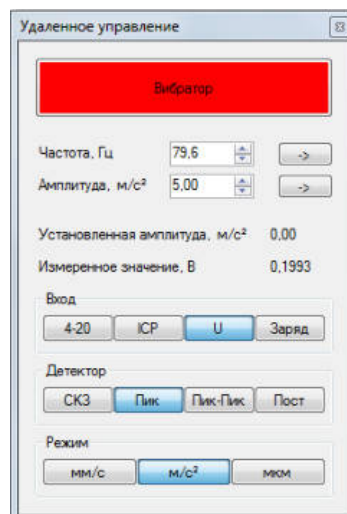 Удаленное управление
Вибратор
Частота, Гц 79,6 ->
Амплитуда, м/с² 5,00 ->
Установленная амплитуда, м/с² 0,00
Измеренное значение, В 0,1993
Вход
4-20 ICP U Заряд
Детектор
СКЗ Пик Пик-Пик Пост
Режим
мм/с м/с² мкм